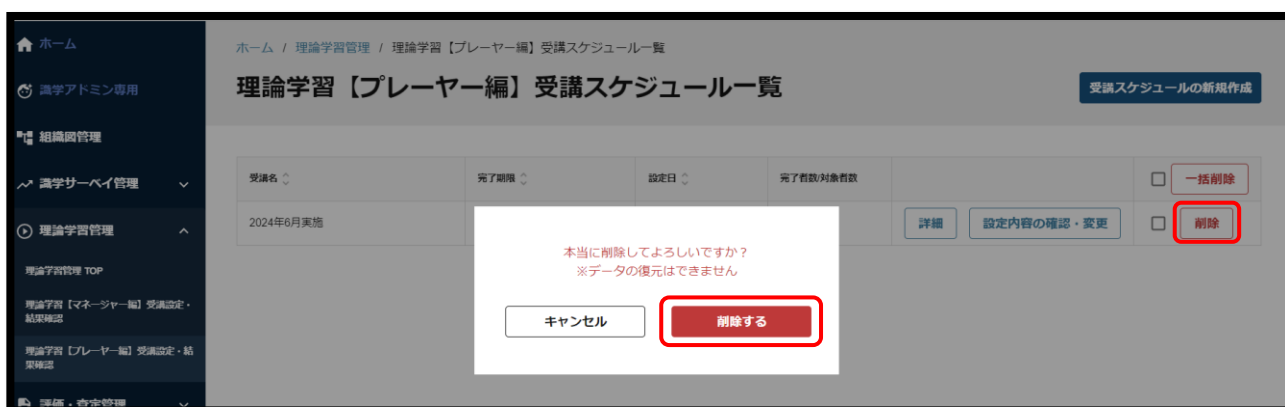 ホーム
識学アドミン専用
組織図管理
識学サーベイ管理
理論学習管理
理論学習管理 TOP
理論学習【マネージャー編】受講設定・
結果確認
理論学習【プレーヤー編】受講設定・結
果確認
評価・査定管理
ホーム / 理論学習管理 / 理論学習【プレーヤー編】受講スケジュール一覧
理論学習【プレーヤー編】受講スケジュール一覧
受講スケジュールの新規作成
受講名 完了期限 設定日 完了者数/対象者数 一括削除
2024年6月実施 詳細 設定内容の確認・変更 削除
本当に削除してよろしいですか？
※データの復元はできません
キャンセル 削除する